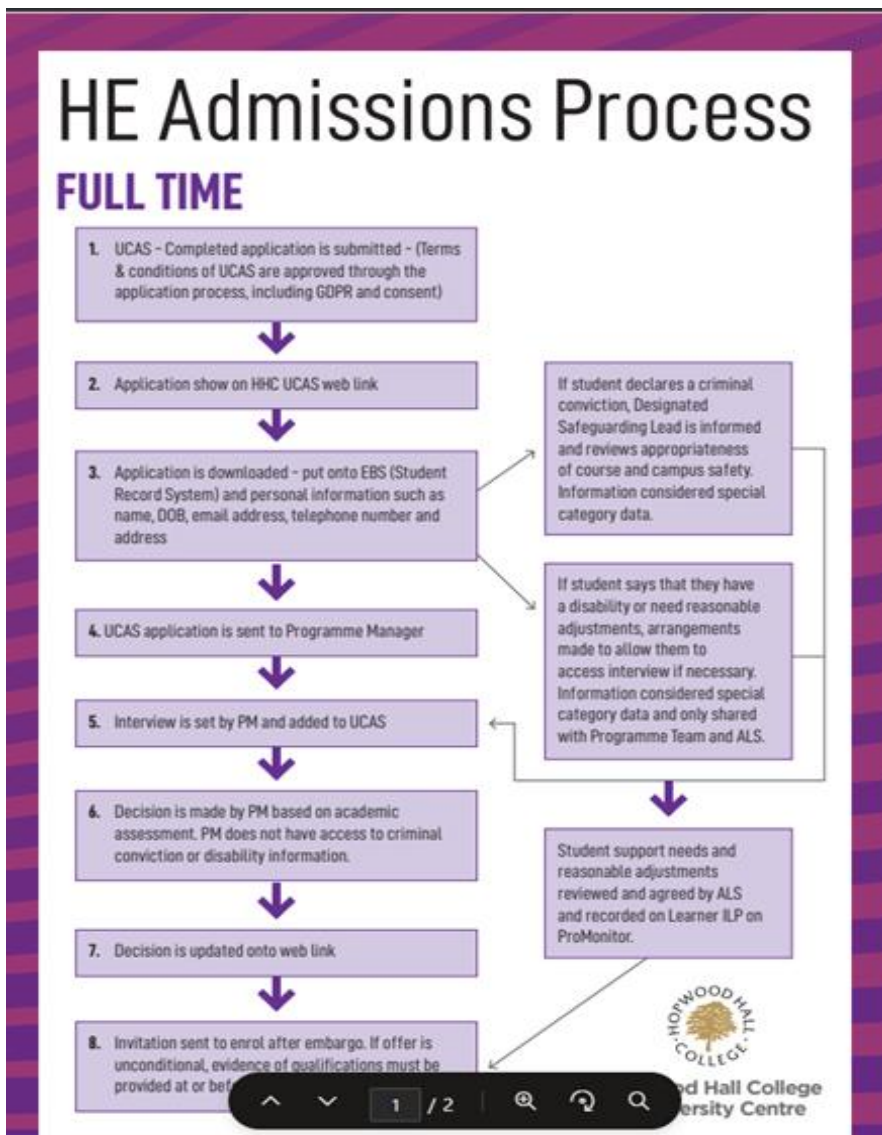 HE Admissions Process
FULL TIME
1. UCAS - Completed application is submitted - (Terms
& conditions of UCAS are approved through the
application process, including GDPR and consent)
2. Application show on HHC UCAS web link
3. Application is downloaded - put onto EBS (Student
Record System) and personal information such as
name, DOB, email address, telephone number and
address
If student declares a criminal
conviction, Designated
Safeguarding Lead is informed
and reviews appropriateness
of course and campus safety.
Information considered special
category data.
If student says that they have
a disability or need reasonable
adjustments, arrangements
made to allow them to
access interview if necessary.
Information considered special
category data and only shared
with Programme Team and ALS.
4. UCAS application is sent to Programme Manager
5. Interview is set by PM and added to UCAS
6. Decision is made by PM based on academic
assessment. PM does not have access to criminal
conviction or disability information.
Student support needs and
reasonable adjustments
reviewed and agreed by ALS
and recorded on Learner ILP on
ProMonitor.
7. Decision is updated onto web link
8. Invitation sent to enrol after embargo. If offer is
unconditional, evidence of qualifications must be
provided at or
HOPWOOD HALL
COLLEGE
Hall College
Centre
1 / 2